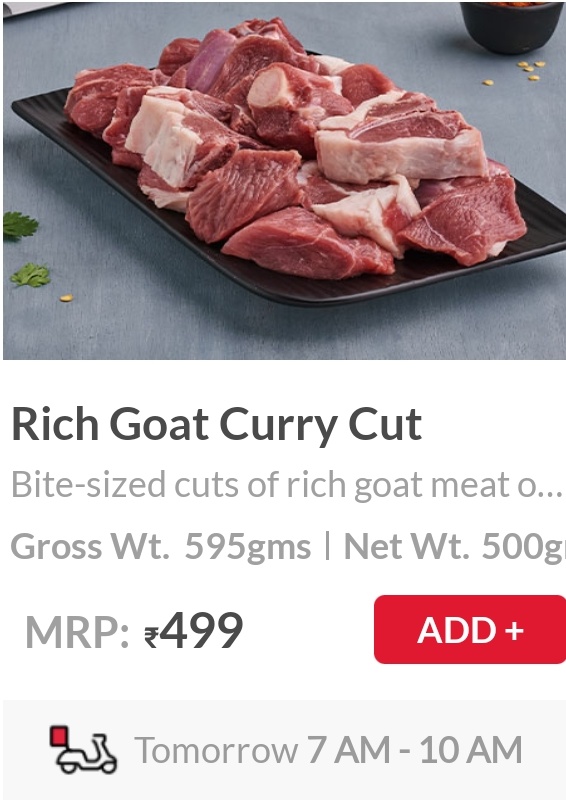 Rich Goat Curry Cut
Bite-sized cuts of rich goat meat o...
Gross Wt. 595gms | Net Wt. 500g
MRP: ₹499
ADD +
Tomorrow 7 AM - 10 AM